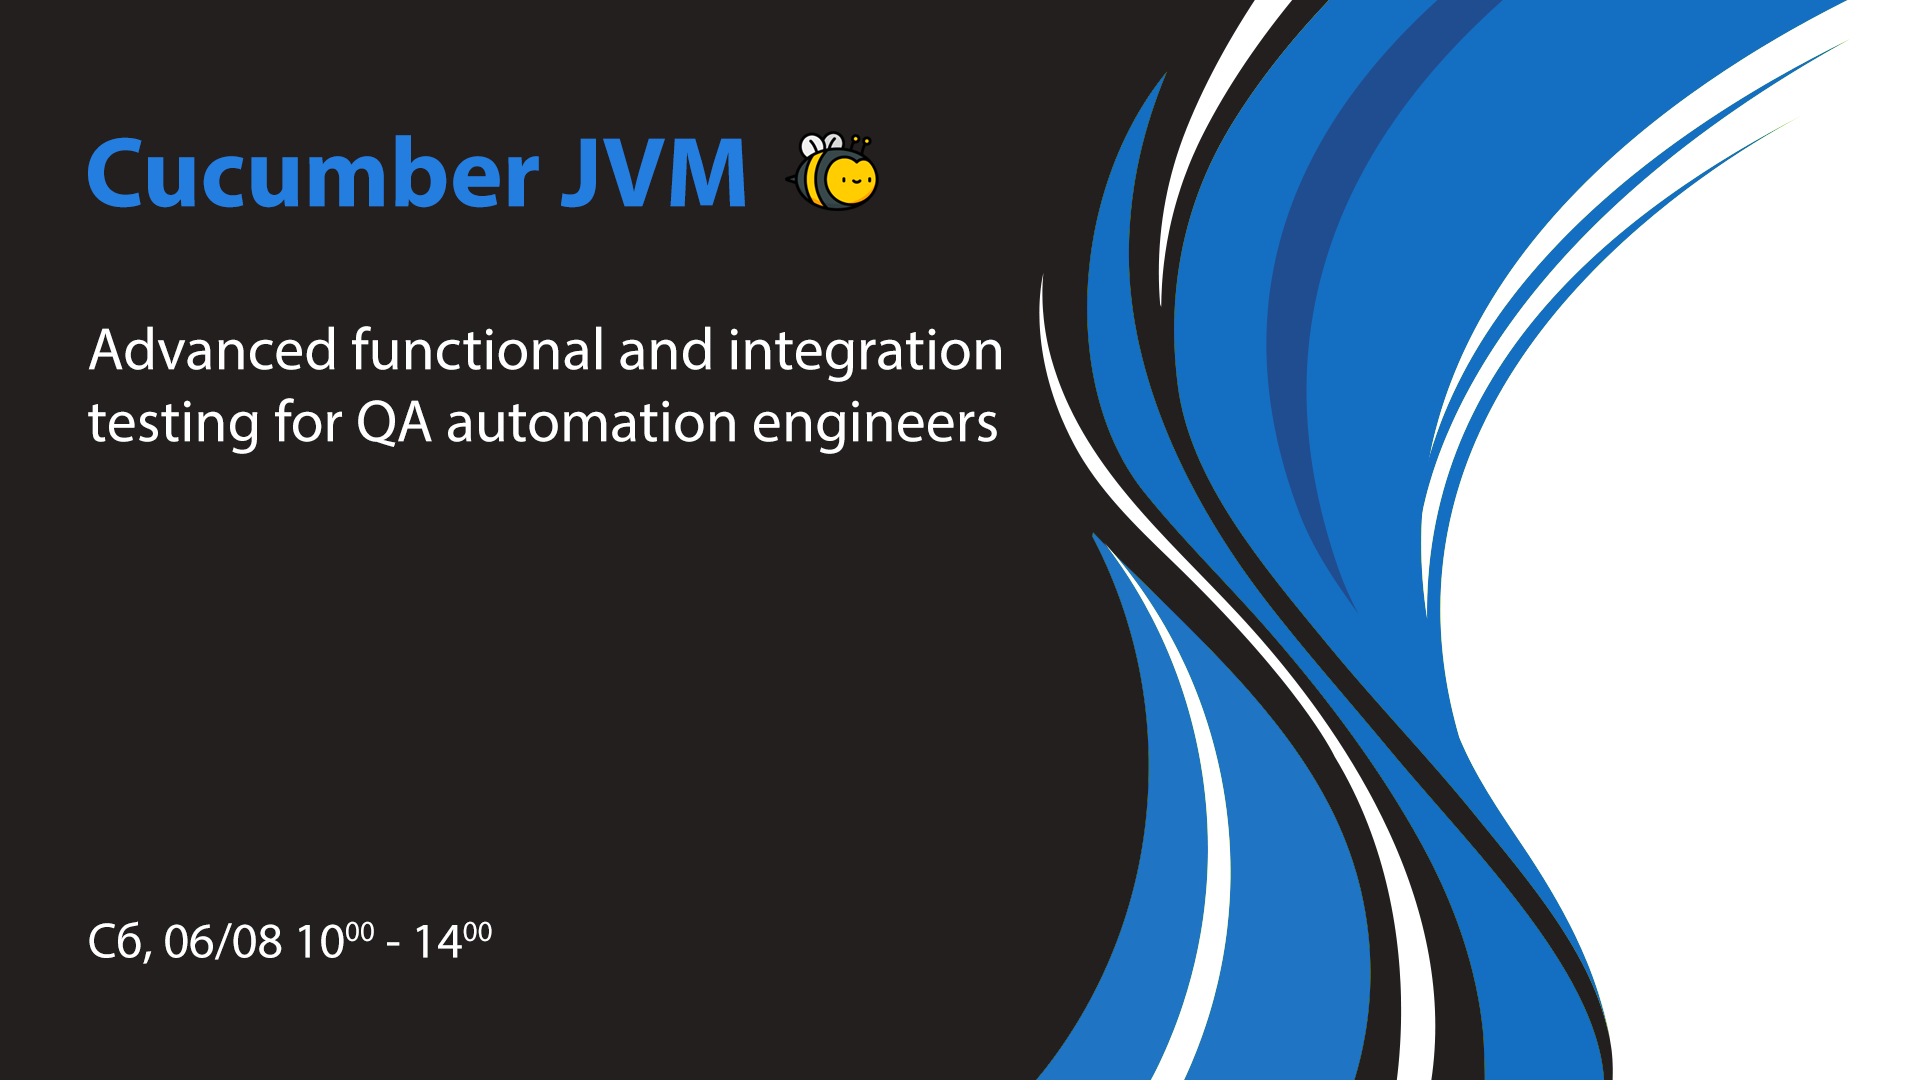 Cucumber JVM
Advanced functional and integration
testing for QA automation engineers
Сб, 06/08 10⁰⁰ - 14⁰⁰